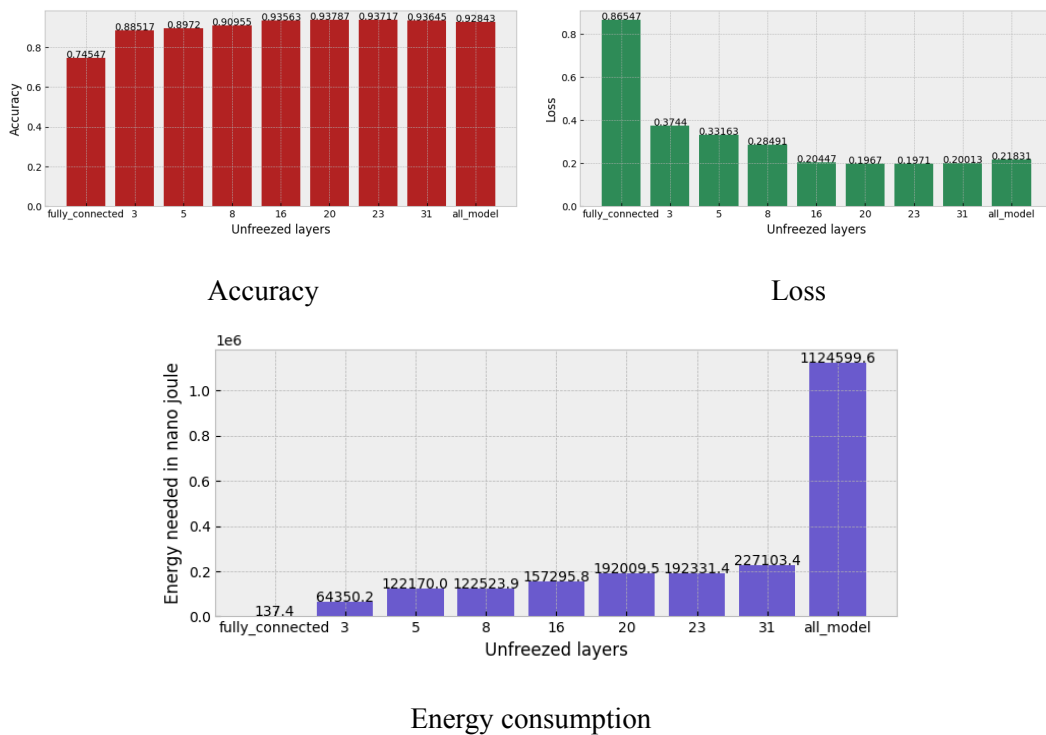 0.74547 0.88517 0.8972 0.90955 0.93563 0.93787 0.93717 0.93645 0.92843
0.8
0.6
0.4
0.2
0.0
Accuracy
fully_connected 3 5 8 16 20 23 31 all_model
Unfreezed layers
0.86547 0.3744 0.33163 0.28491 0.20447 0.1967 0.1971 0.20013 0.21831
0.8
0.6
0.4
0.2
0.0
Loss
fully_connected 3 5 8 16 20 23 31 all_model
Unfreezed layers
Accuracy
Loss
1e6
137.4 64350.2 122170.0 122523.9 157295.8 192009.5 192331.4 227103.4 1124599.6
1.0
0.8
0.6
0.4
0.2
0.0
Energy needed in nano joule
fully_connected 3 5 8 16 20 23 31 all_model
Unfreezed layers
Energy consumption